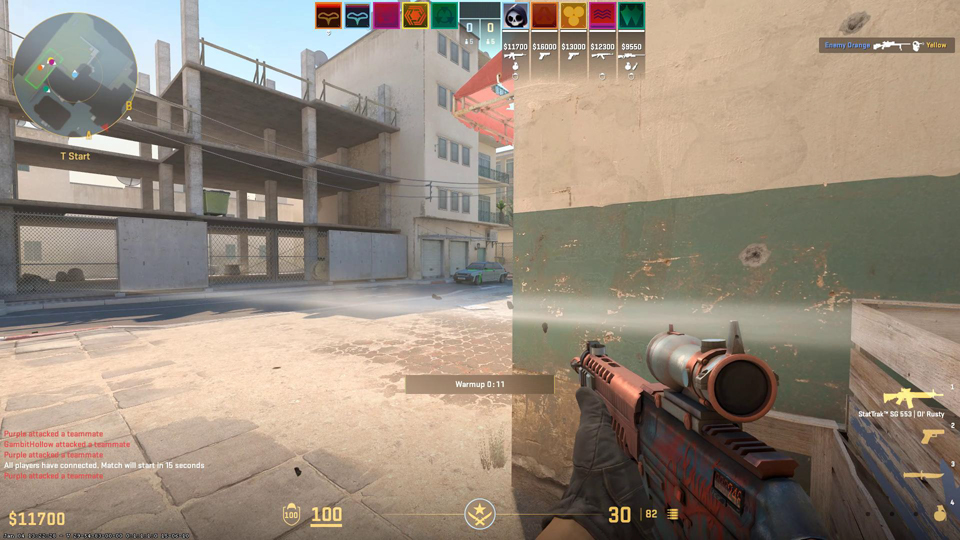 0 0
5 5
$11700 $16000 $13000 $12300 $9550
Enemy Orange Yellow
B
A
T Start
Warmup 0:11
1
StatTrak™ SG 553 | Ol' Rusty
2
3
4
Purple attacked a teammate
GambitHollow attacked a teammate
Purple attacked a teammate
All players have connected. Match will start in 15 seconds
Purple attacked a teammate
$11700
100 100
30 | 82